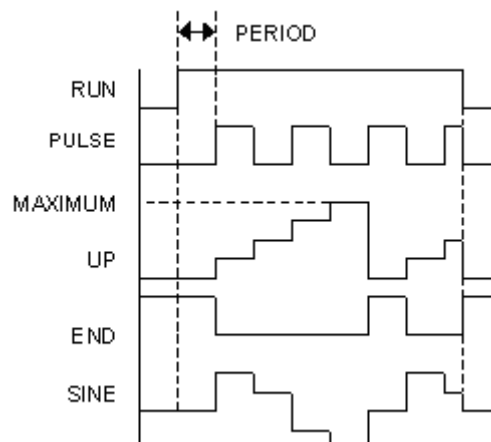 PERIOD
RUN
PULSE
MAXIMUM
UP
END
SINE